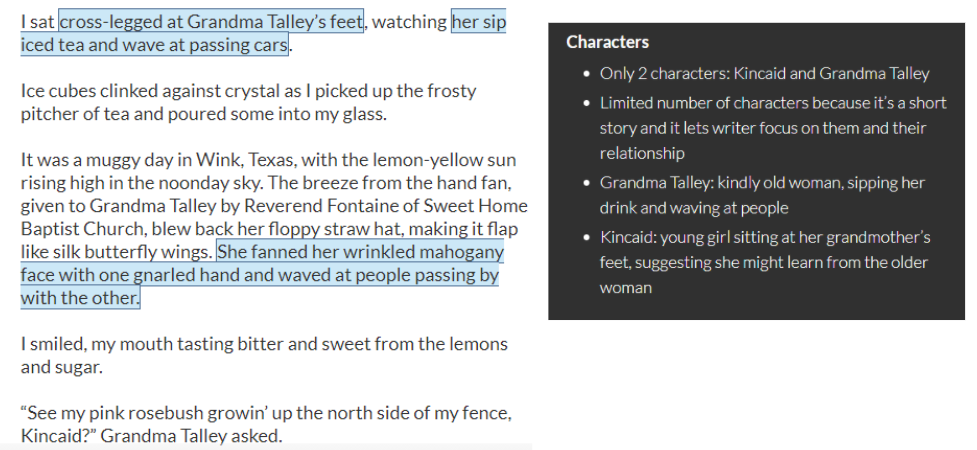 I sat cross-legged at Grandma Talley's feet, watching her sip
iced tea and wave at passing cars.
Ice cubes clinked against crystal as I picked up the frosty
pitcher of tea and poured some into my glass.
It was a muggy day in Wink, Texas, with the lemon-yellow sun
rising high in the noonday sky. The breeze from the hand fan,
given to Grandma Talley by Reverend Fontaine of Sweet Home
Baptist Church, blew back her floppy straw hat, making it flap
like silk butterfly wings. She fanned her wrinkled mahogany
face with one gnarled hand and waved at people passing by
with the other.
I smiled, my mouth tasting bitter and sweet from the lemons
and sugar.
“See my pink rosebush growin’ up the north side of my fence,
Kincaid?” Grandma Talley asked.
Characters
• Only 2 characters: Kincaid and Grandma Talley
• Limited number of characters because it’s a short
story and it lets writer focus on them and their
relationship
• Grandma Talley: kindly old woman, sipping her
drink and waving at people
• Kincaid: young girl sitting at her grandmother’s
feet, suggesting she might learn from the older
woman